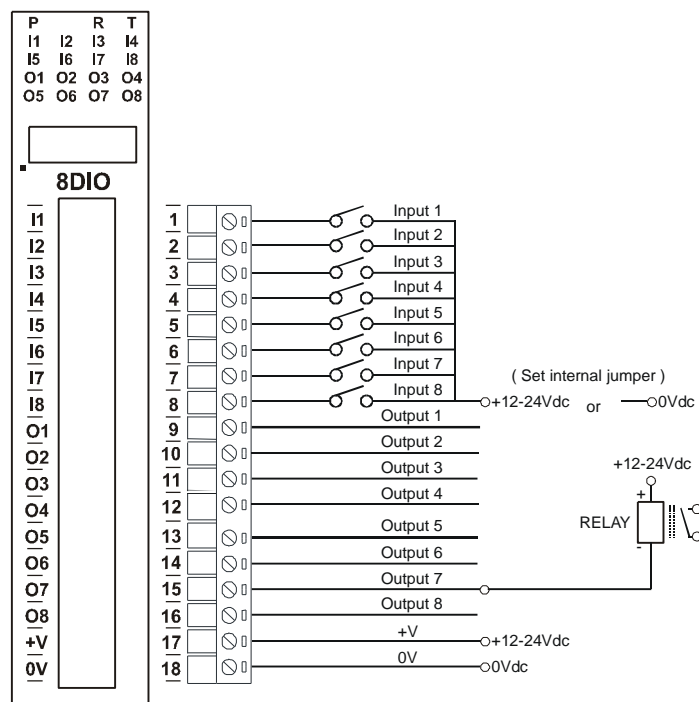 P R T
I1 I2 I3 I4
I5 I6 I7 I8
O1 O2 O3 O4
O5 O6 O7 O8
8DIO
I1 1 Input 1
I2 2 Input 2
I3 3 Input 3
I4 4 Input 4
I5 5 Input 5
I6 6 Input 6
I7 7 Input 7
( Set internal jumper )
I8 8 Input 8 +12-24Vdc or 0Vdc
O1 9 Output 1
O2 10 Output 2
O3 11 Output 3
+12-24Vdc
O4 12 Output 4
+
RELAY
-
O5 13 Output 5
O6 14 Output 6
O7 15 Output 7
O8 16 Output 8
+V 17 +V +12-24Vdc
0V 18 0V 0Vdc